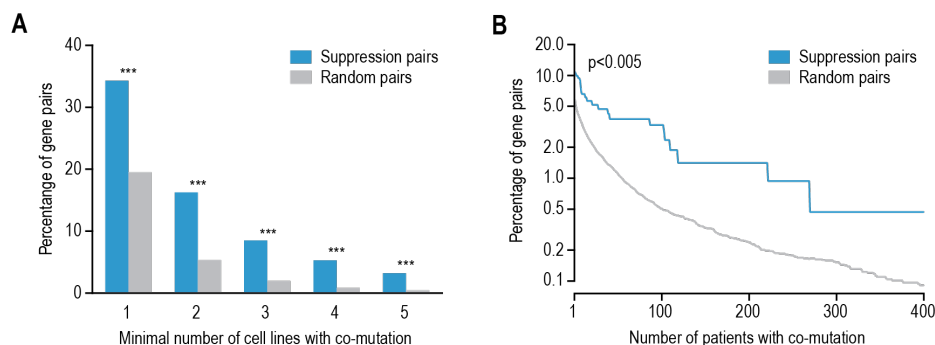 A
Percentange of gene pairs
40
30
20
10
0
Suppression pairs
Random pairs
***
***
***
***
***
1 2 3 4 5
Minimal number of cell lines with co-mutation
B
Percentage of gene pairs
20.0
10.0
5.0
2.0
1.0
0.5
0.2
0.1
p<0.005
Suppression pairs
Random pairs
1 100 200 300 400
Number of patients with co-mutation